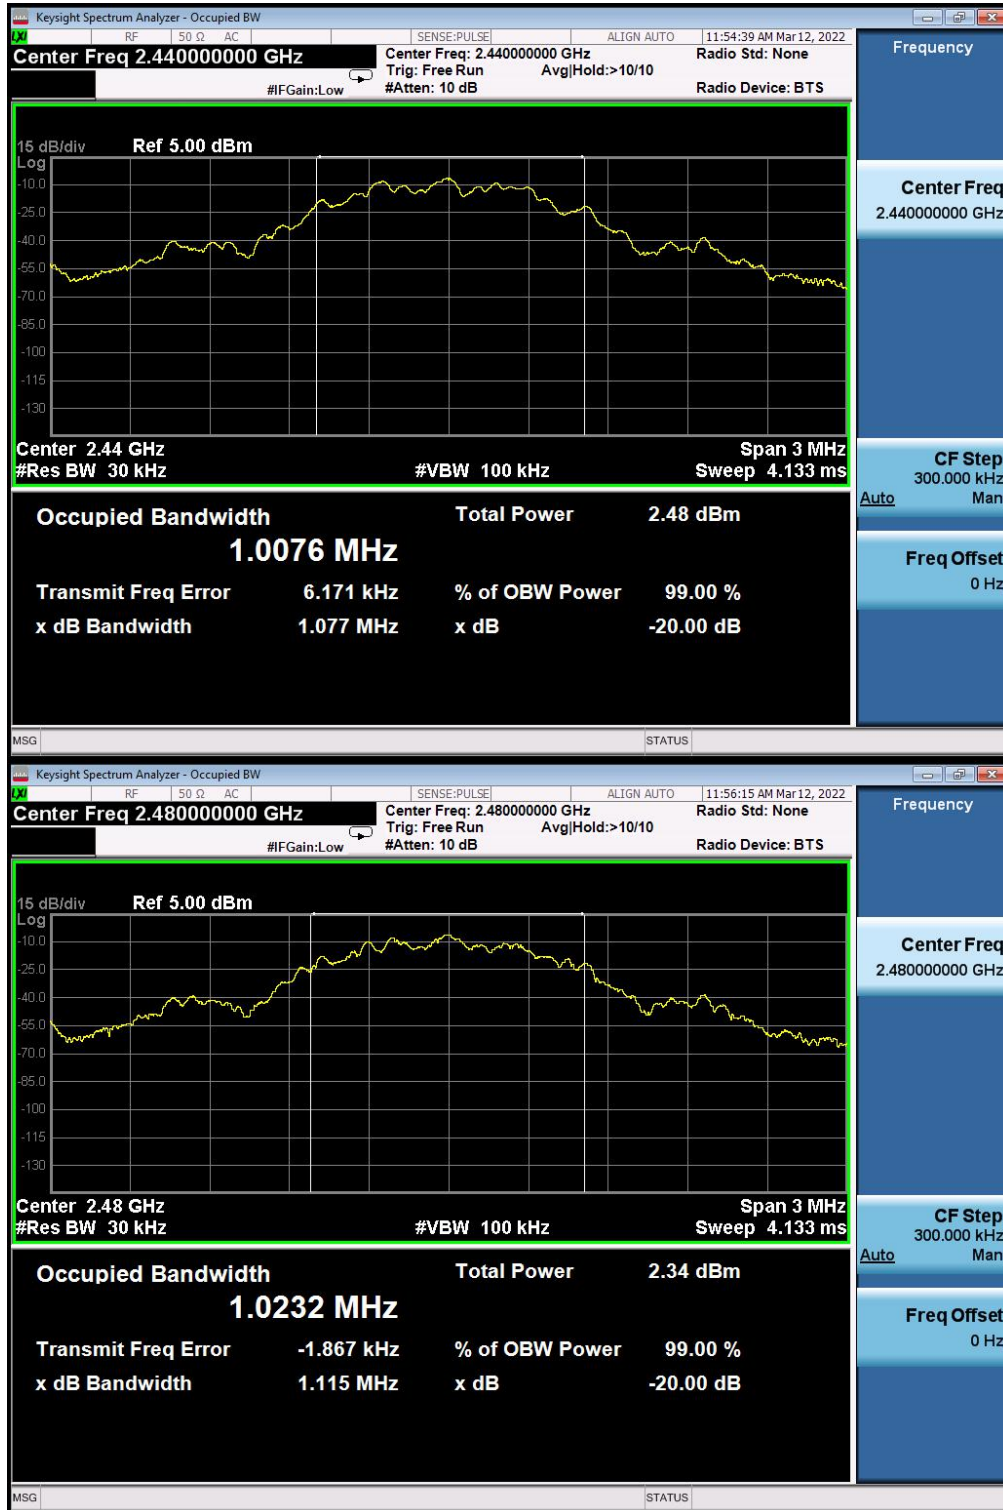 Keysight Spectrum Analyzer - Occupied BW
LXI RF 50 Ω AC SENSE:PULSE ALIGN AUTO 11:54:39 AM Mar 12, 2022
Center Freq 2.440000000 GHz
Center Freq: 2.440000000 GHz Radio Std: None
Trig: Free Run Avg|Hold:>10/10
#IFGain:Low #Atten: 10 dB Radio Device: BTS
15 dB/div Ref 5.00 dBm
Log
-10.0
-25.0
-40.0
-55.0
-70.0
-85.0
-100
-115
-130
Center 2.44 GHz Span 3 MHz
#Res BW 30 kHz #VBW 100 kHz Sweep 4.133 ms
Occupied Bandwidth Total Power 2.48 dBm
1.0076 MHz
Transmit Freq Error 6.171 kHz % of OBW Power 99.00 %
x dB Bandwidth 1.077 MHz x dB -20.00 dB
MSG STATUS
Frequency
Center Freq
2.440000000 GHz
CF Step
300.000 kHz
Auto Man
Freq Offset
0 Hz
Keysight Spectrum Analyzer - Occupied BW
LXI RF 50 Ω AC SENSE:PULSE ALIGN AUTO 11:56:15 AM Mar 12, 2022
Center Freq 2.480000000 GHz
Center Freq: 2.480000000 GHz Radio Std: None
Trig: Free Run Avg|Hold:>10/10
#IFGain:Low #Atten: 10 dB Radio Device: BTS
15 dB/div Ref 5.00 dBm
Log
-10.0
-25.0
-40.0
-55.0
-70.0
-85.0
-100
-115
-130
Center 2.48 GHz Span 3 MHz
#Res BW 30 kHz #VBW 100 kHz Sweep 4.133 ms
Occupied Bandwidth Total Power 2.34 dBm
1.0232 MHz
Transmit Freq Error -1.867 kHz % of OBW Power 99.00 %
x dB Bandwidth 1.115 MHz x dB -20.00 dB
MSG STATUS
Frequency
Center Freq
2.480000000 GHz
CF Step
300.000 kHz
Auto Man
Freq Offset
0 Hz